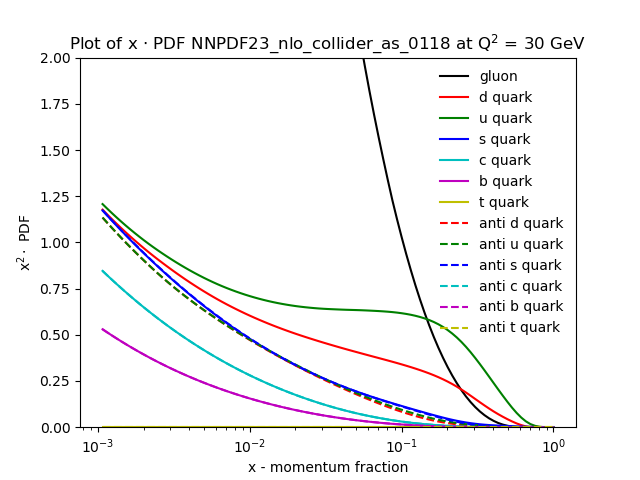 Plot of x · PDF NNPDF23_nlo_collider_as_0118 at Q² = 30 GeV
x² · PDF
2.00
1.75
1.50
1.25
1.00
0.75
0.50
0.25
0.00
gluon
d quark
u quark
s quark
c quark
b quark
t quark
anti d quark
anti u quark
anti s quark
anti c quark
anti b quark
anti t quark
10⁻³ 10⁻² 10⁻¹ 10⁰
x - momentum fraction